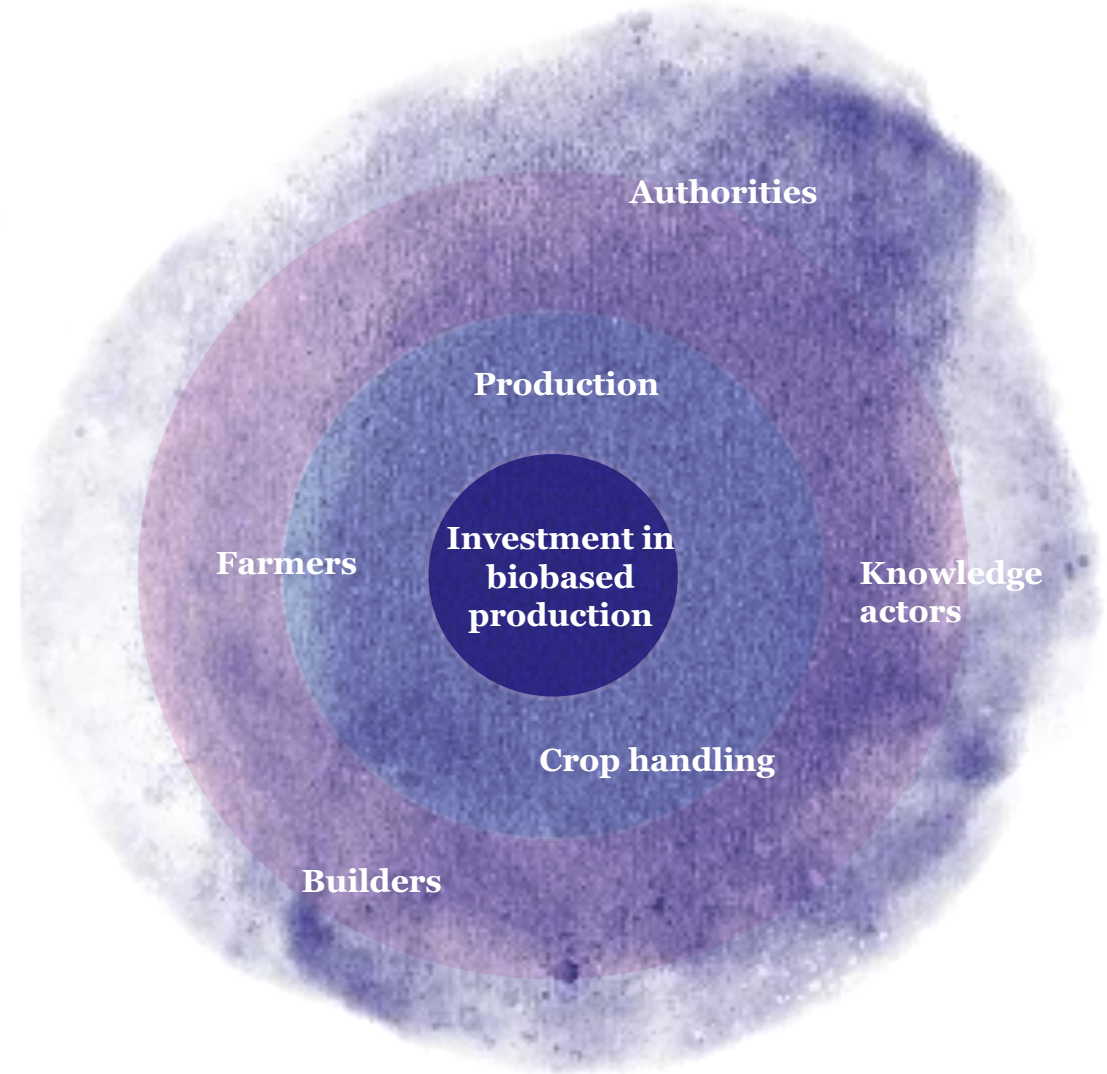 Authorities
Production
Investment in
biobased
production
Farmers
Knowledge
actors
Crop handling
Builders